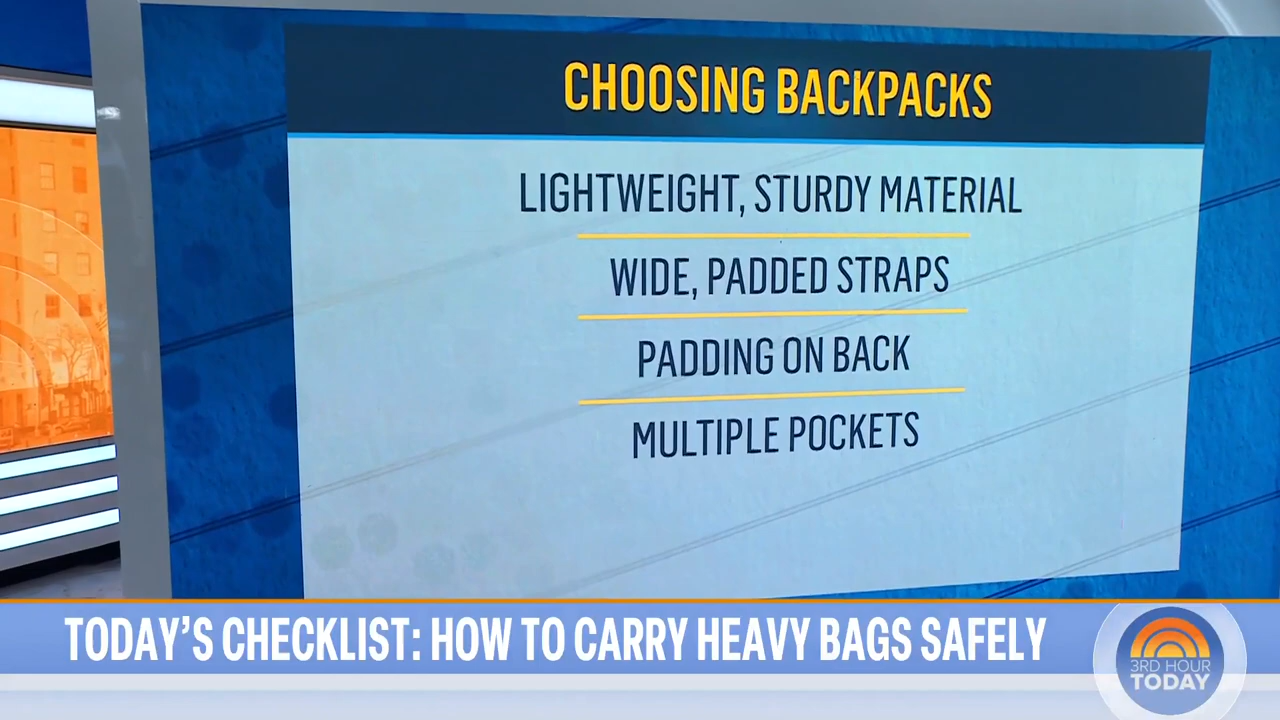 CHOOSING BACKPACKS
LIGHTWEIGHT, STURDY MATERIAL
WIDE, PADDED STRAPS
PADDING ON BACK
MULTIPLE POCKETS
TODAY'S CHECKLIST: HOW TO CARRY HEAVY BAGS SAFELY
3RD HOUR
TODAY